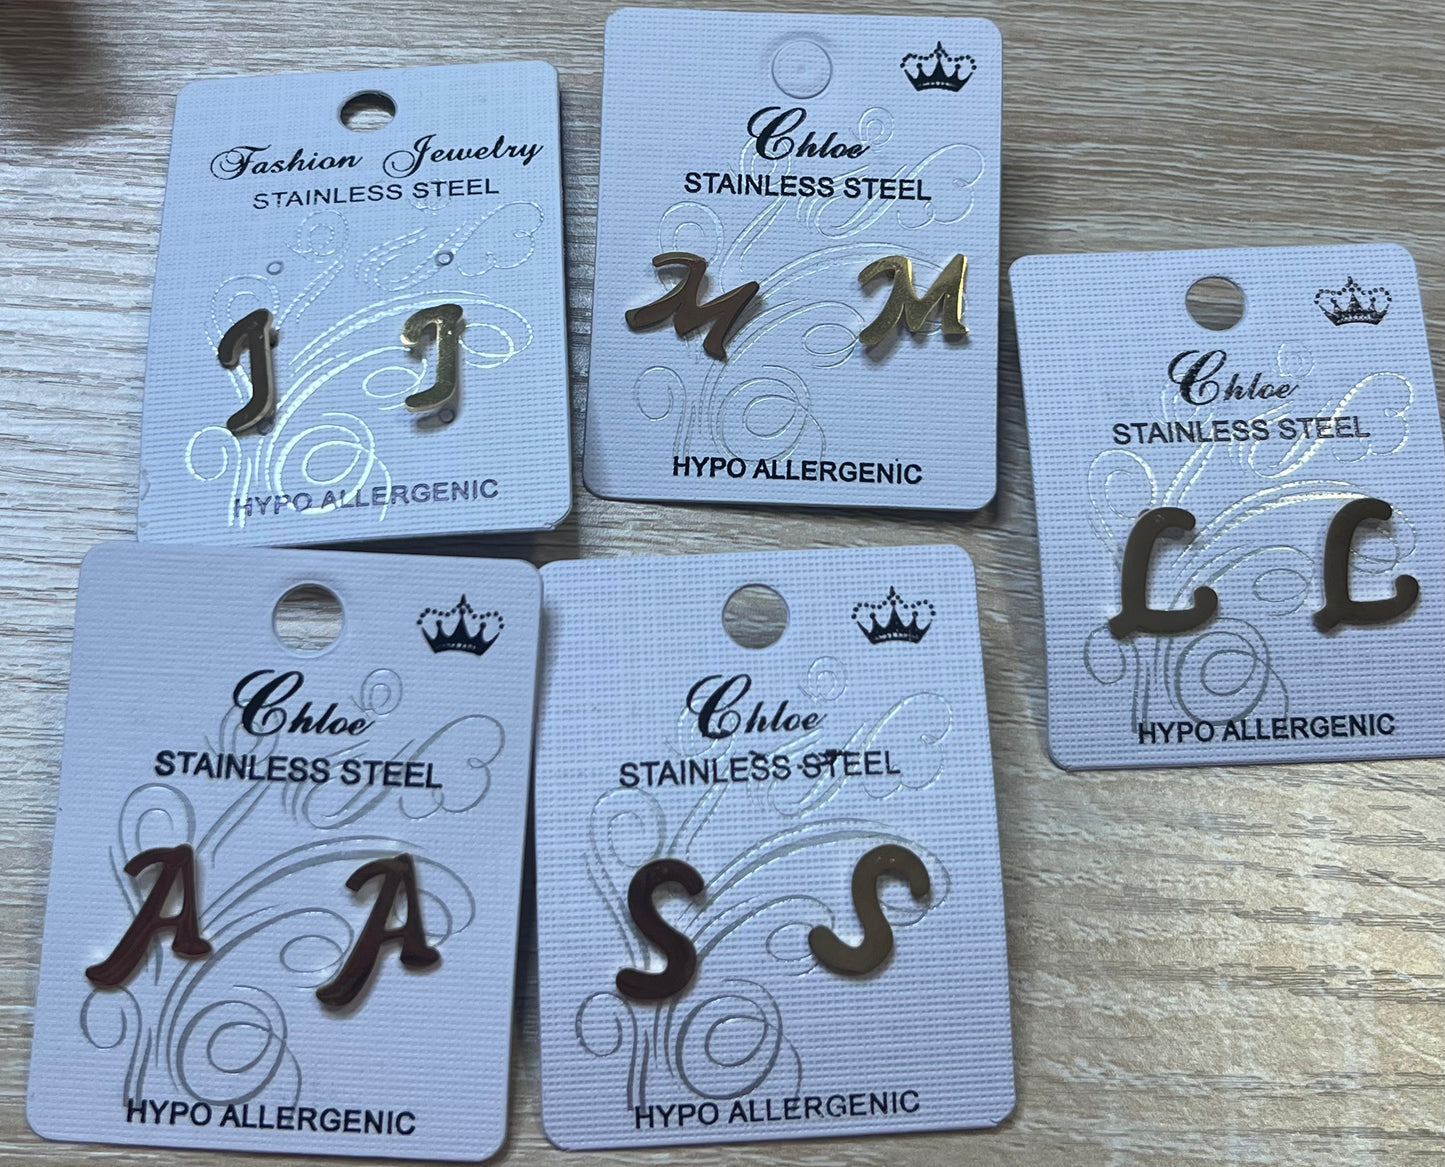 Fashion Jewelry
STAINLESS STEEL
J J
HYPO ALLERGENIC
Chloe
STAINLESS STEEL
M M
HYPO ALLERGENIC
Chloe
STAINLESS STEEL
L L
HYPO ALLERGENIC
Chloe
STAINLESS STEEL
A A
HYPO ALLERGENIC
Chloe
STAINLESS STEEL
S S
HYPO ALLERGENIC